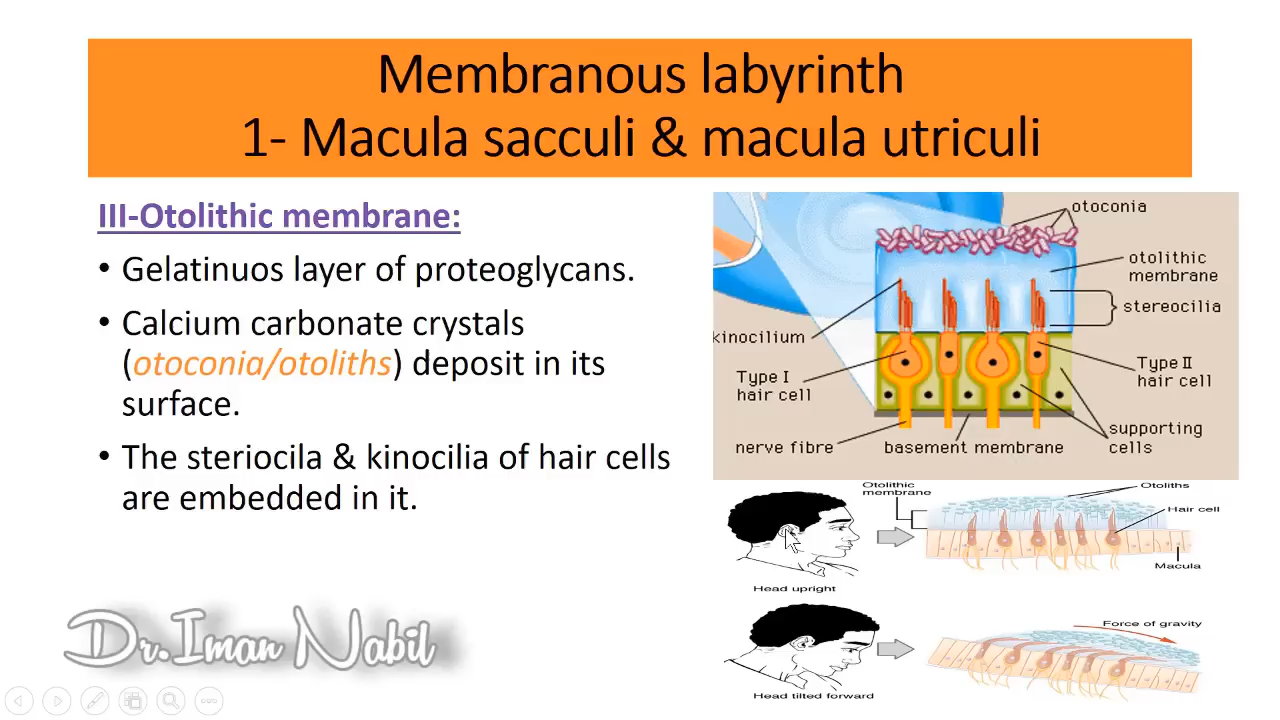 Membranous labyrinth
1- Macula sacculi & macula utriculi
III-Otolithic membrane:
• Gelatinuos layer of proteoglycans.
• Calcium carbonate crystals
(otoconia/otoliths) deposit in its
surface.
• The steriocila & kinocilia of hair cells
are embedded in it.
otoconia
otolithic
membrane
stereocilia
kinocilium
Type I
hair cell
Type II
hair cell
supporting
cells
nerve fibre
basement membrane
Otolithic
membrane
Otoliths
Hair cell
Macula
Head upright
Force of gravity
Head tilted forward
Dr.Iman Nabil